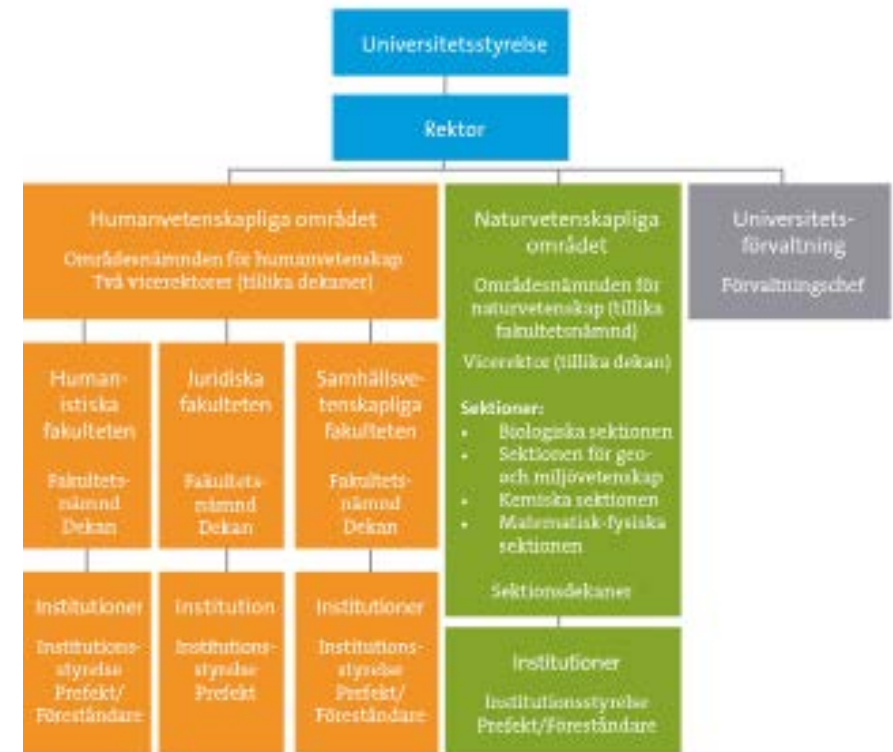 Universitetsstyrelse
Rektor
Humanvetenskapliga området
Områdesnämnden för humanvetenskap
Två vicerektorer (tillika dekaner)
Human-
istiska
fakulteten
Fakultets-
nämnd
Dekan
Institutioner
Institutions-
styrelse
Prefekt/
Föreståndare
Juridiska
fakulteten
Fakultets-
nämnd
Dekan
Institution
Institutions-
styrelse
Prefekt
Samhällsve-
tenskapliga
fakulteten
Fakultets-
nämnd
Dekan
Institutioner
Institutions-
styrelse
Prefekt/
Föreståndare
Naturvetenskapliga
området
Områdesnämnden för
naturvetenskap (tillika
fakultetsnämnd)
Vicerektor (tillika dekan)
Sektioner:
• Biologiska sektionen
• Sektionen för geo-
och miljövetenskap
• Kemiska sektionen
• Matematisk-fysiska
sektionen
Sektionsdekaner
Institutioner
Institutionsstyrelse
Prefekt/Föreståndare
Universitets-
förvaltning
Förvaltningschef